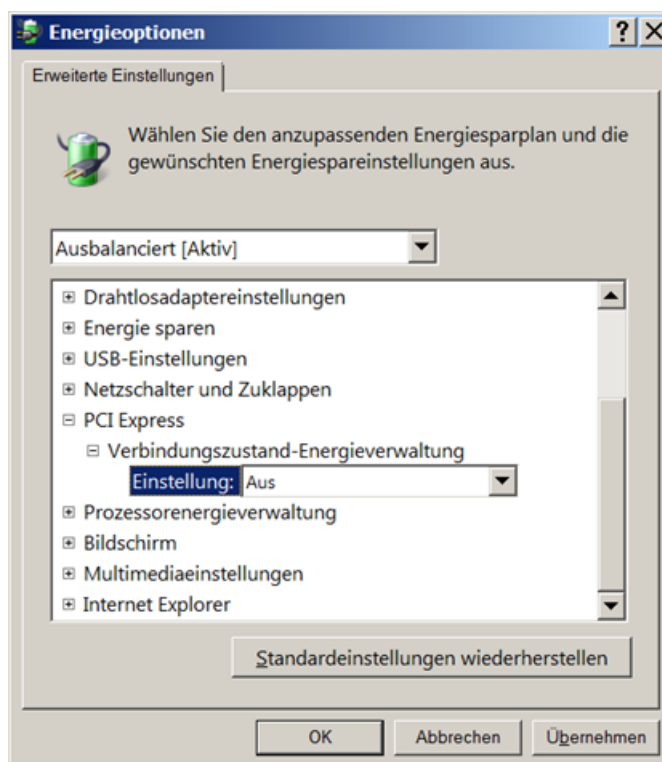 Energieoptionen
Erweiterte Einstellungen
Wählen Sie den anzupassenden Energiesparplan und die
gewünschten Energiespareinstellungen aus.
Ausbalanciert [Aktiv]
Drahtlosadaptereinstellungen
Energie sparen
USB-Einstellungen
Netzschalter und Zuklappen
PCI Express
Verbindungszustand-Energieverwaltung
Einstellung: Aus
Prozessorenergieverwaltung
Bildschirm
Multimediaeinstellungen
Internet Explorer
Standardeinstellungen wiederherstellen
OK Abbrechen Übernehmen